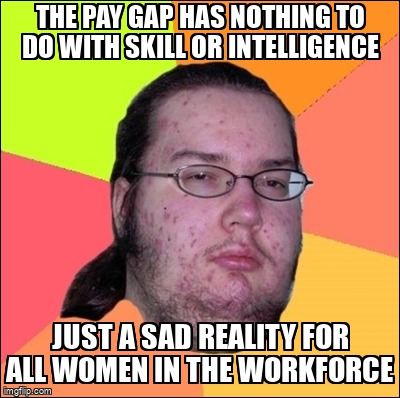 THE PAY GAP HAS NOTHING TO
DO WITH SKILL OR INTELLIGENCE
JUST A SAD REALITY FOR
ALL WOMEN IN THE WORKFORCE
imgflip.com